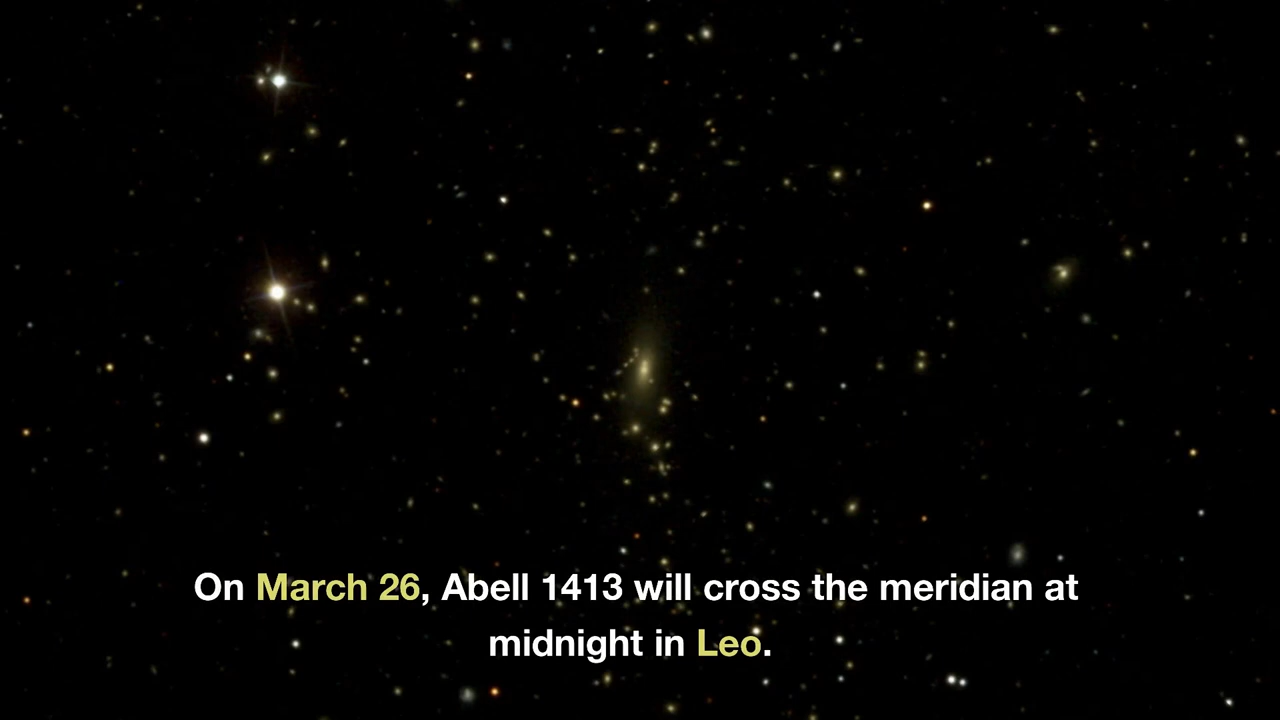 On March 26, Abell 1413 will cross the meridian at
midnight in Leo.